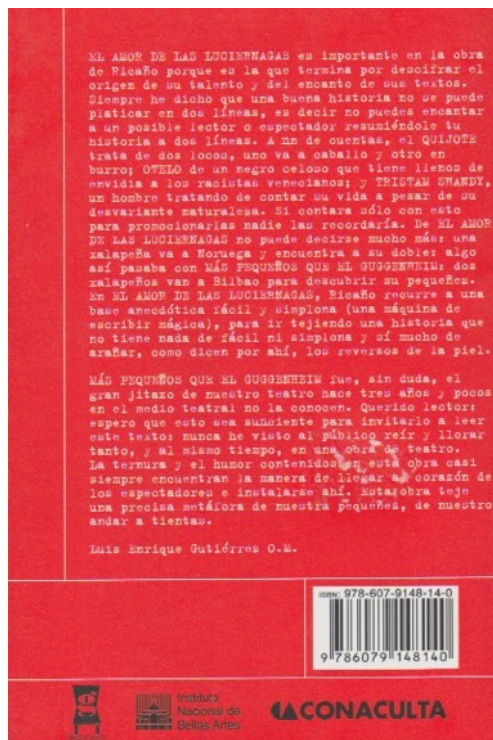 EL AMOR DE LAS LUCIERNAGAS es importante en la obra
de Ricaño porque es la que termina por descifrar el
origen de su talento y del encanto de sus textos.
Siempre he dicho que una buena historia no se puede
platicar en dos líneas, es decir no puedes encantar
a un posible lector o espectador resumiéndole tu
historia a dos líneas. A nn de cuentas, el QUIJOTE
trata de dos locos, uno va a caballo y otro en
burro; OTELO de un negro celoso que tiene llenos de
envidia a los racistas venecianos; y TRISTAM SHANDY,
un hombre tratando de contar su vida a pesar de su
desvariante naturaleza. Si contara sólo con esto
para promocionarlas nadie las recordaría. De EL AMOR
DE LAS LUCIERNAGAS no puede decirse mucho más: una
xalapeña va a Noruega y encuentra a su doble: algo
así pasaba con MÁS PEQUEÑOS QUE EL GUGGENHEIM: dos
xalapeños van a Bilbao para descubrir su pequeñes.
En EL AMOR DE LAS LUCIERNAGAS, Ricaño recurre a una
base anecdótica fácil y simplona (una máquina de
escribir mágica), para ir tejiendo una historia que
no tiene nada de fácil ni simplona y sí mucho de
arañar, como dicen por ahí, los reversos de la piel.
MÁS PEQUEÑOS QUE EL GUGGENHEIM fue, sin duda, el
gran jitazo de nuestro teatro hace tres años y pocos
en el medio teatral no la conocen. Querido lector:
espero que esto sea sunciente para invitarlo a leer
este texto: nunca he visto al público reír y llorar
tanto, y al mismo tiempo, en una obra de teatro.
La ternura y el humor contenidos en esta obra casi
siempre encuentran la manera de llegar al corazón de
los espectadores e instalarse ahí. Esta obra teje
una precisa metáfora de nuestra pequeñes, de nuestro
andar a tientas.
Luis Enrique Gutiérres O.M.
ISBN: 978-607-9148-14-0
9 786079 148140
Instituto
Nacional de
Bellas Artes
CONACULTA